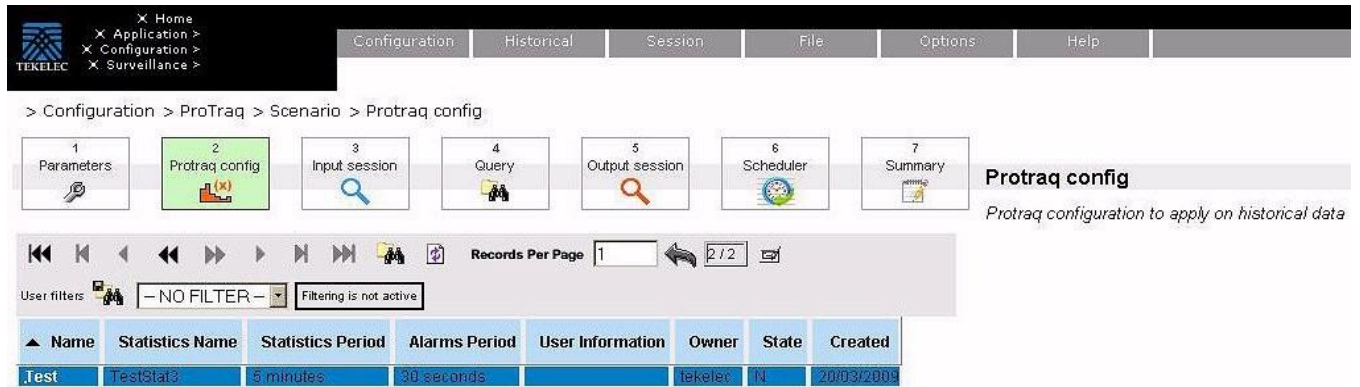 TEKELEC
Home
Application >
Configuration >
Surveillance >
Configuration Historical Session File Options Help
> Configuration > ProTraq > Scenario > Protraq config
1 Parameters
2 Protraq config
(x)
3 Input session
4 Query
5 Output session
6 Scheduler
7 Summary
Protraq config
Protraq configuration to apply on historical data
Records Per Page 1 2 / 2
User filters – NO FILTER – Filtering is not active
Name Statistics Name Statistics Period Alarms Period User Information Owner State Created
Test TestStat3 5 minutes 30 seconds tekelec N 20/03/2009